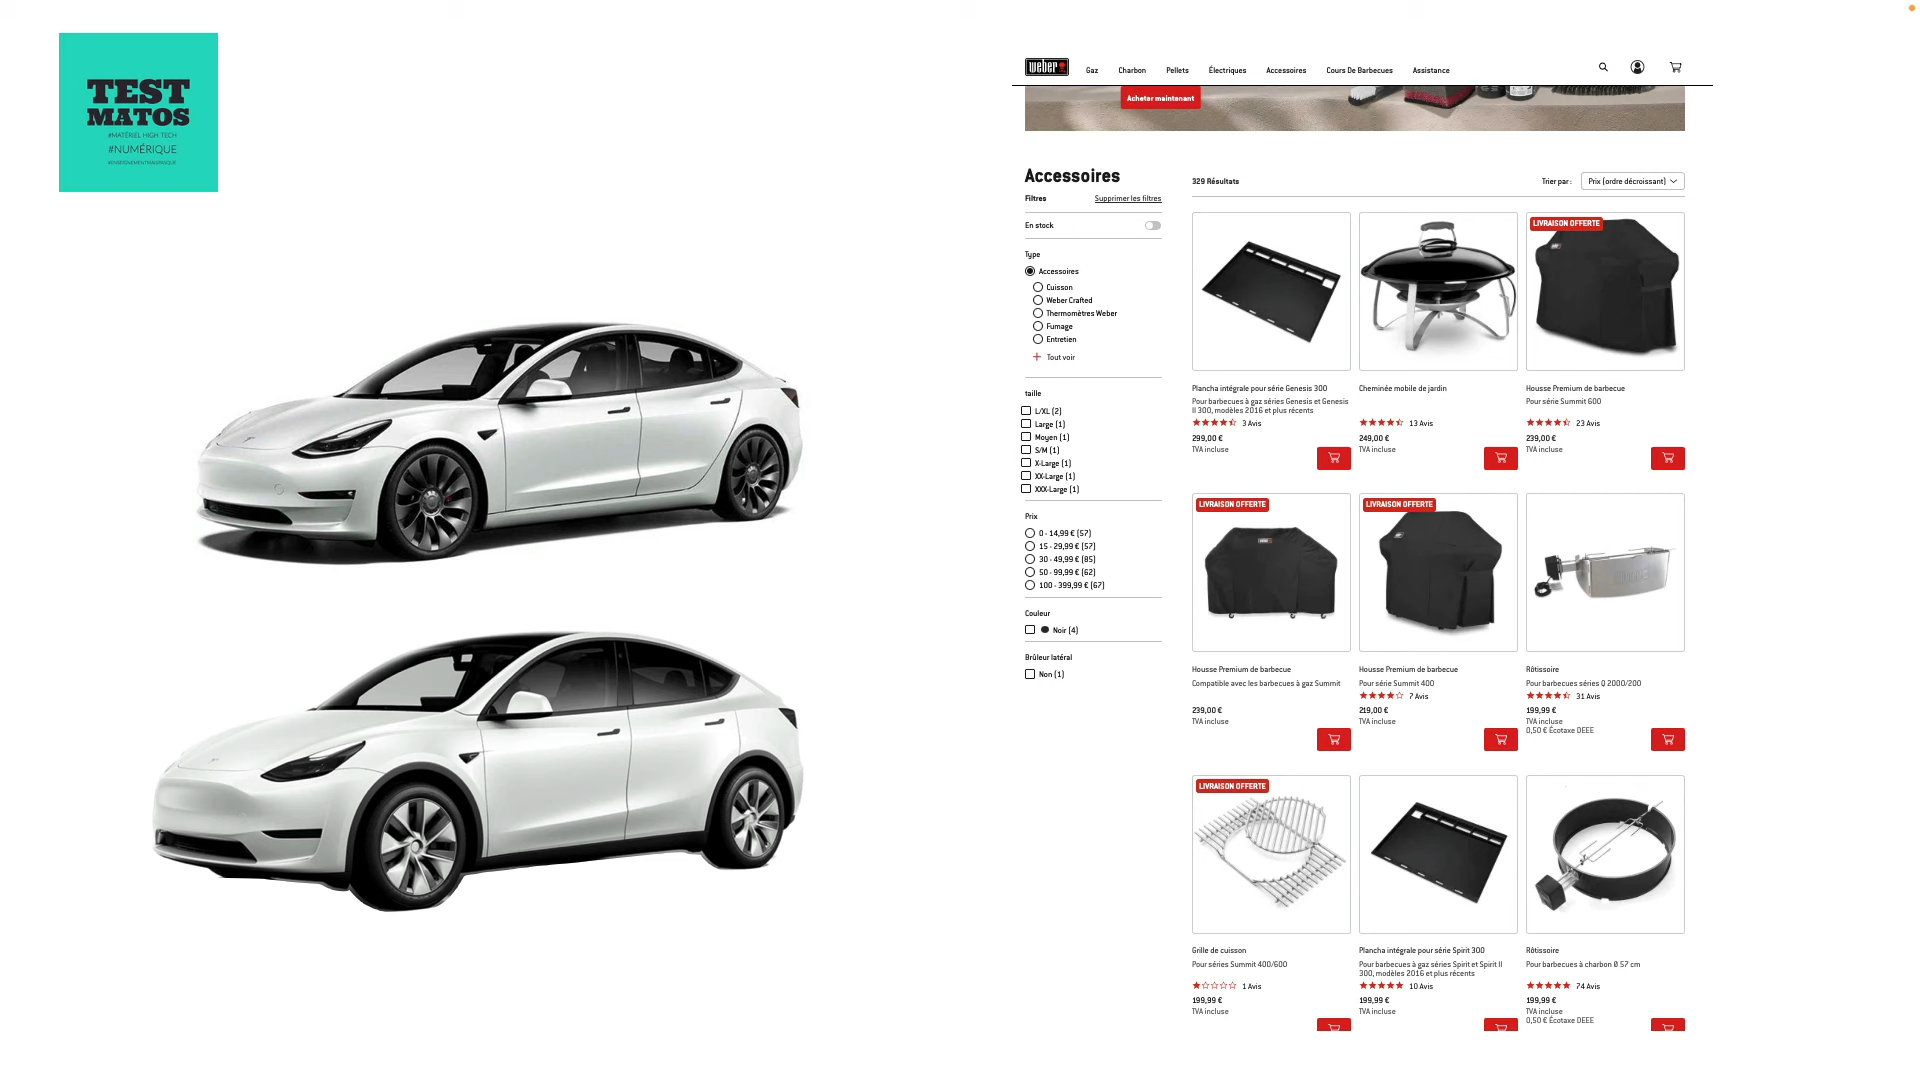 TEST
MATOS
#MATÉRIEL HIGH TECH
#NUMÉRIQUE
weber
Gaz
Charbon
Pellets
Électriques
Accessoires
Cours De Barbecues
Assistance
Acheter maintenant
Accessoires
Filtres
Supprimer les filtres
En stock
Type
Accessoires
Cuisson
Weber Crafted
Thermomètres Weber
Fumage
Entretien
+ Tout voir
taille
L/XL (2)
Large (1)
Moyen (1)
S/M (1)
X-Large (1)
XX-Large (1)
XXX-Large (1)
Prix
0 - 14,99 € (57)
15 - 29,99 € (57)
30 - 49,99 € (85)
50 - 99,99 € (62)
100 - 399,99 € (67)
Couleur
Noir (4)
Brûleur latéral
Non (1)
329 Résultats
Trier par :
Prix (ordre décroissant)
Plancha intégrale pour série Genesis 300
Pour barbecues à gaz séries Genesis et Genesis
II 300, modèles 2016 et plus récents
3 Avis
299,00 €
TVA incluse
Cheminée mobile de jardin
13 Avis
249,00 €
TVA incluse
LIVRAISON OFFERTE
Housse Premium de barbecue
Pour série Summit 600
23 Avis
239,00 €
TVA incluse
LIVRAISON OFFERTE
Housse Premium de barbecue
Compatible avec les barbecues à gaz Summit
239,00 €
TVA incluse
LIVRAISON OFFERTE
Housse Premium de barbecue
Pour série Summit 400
7 Avis
219,00 €
TVA incluse
Rôtissoire
Pour barbecues séries Q 2000/200
31 Avis
199,99 €
TVA incluse
0,50 € Écotaxe DEEE
LIVRAISON OFFERTE
Grille de cuisson
Pour séries Summit 400/600
1 Avis
199,99 €
TVA incluse
Plancha intégrale pour série Spirit 300
Pour barbecues à gaz séries Spirit et Spirit II
300, modèles 2016 et plus récents
10 Avis
199,99 €
TVA incluse
Rôtissoire
Pour barbecues à charbon Ø 57 cm
74 Avis
199,99 €
TVA incluse
0,50 € Écotaxe DEEE